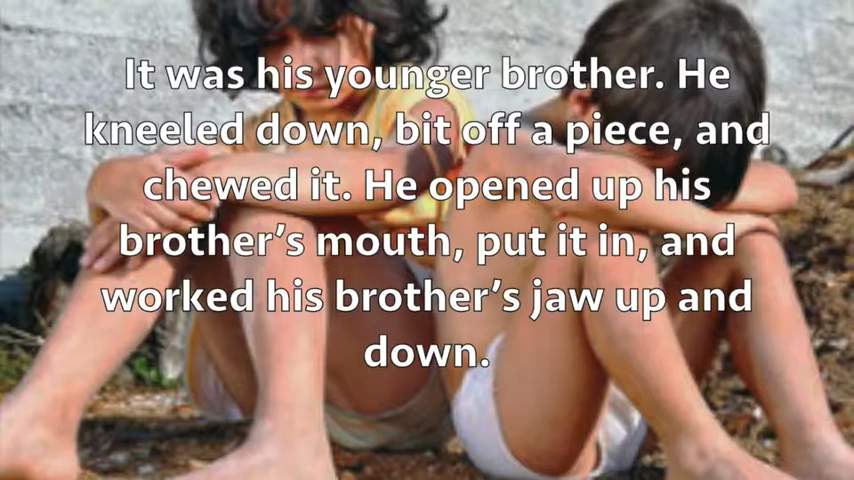 It was his younger brother. He
kneeled down, bit off a piece, and
chewed it. He opened up his
brother’s mouth, put it in, and
worked his brother’s jaw up and
down.